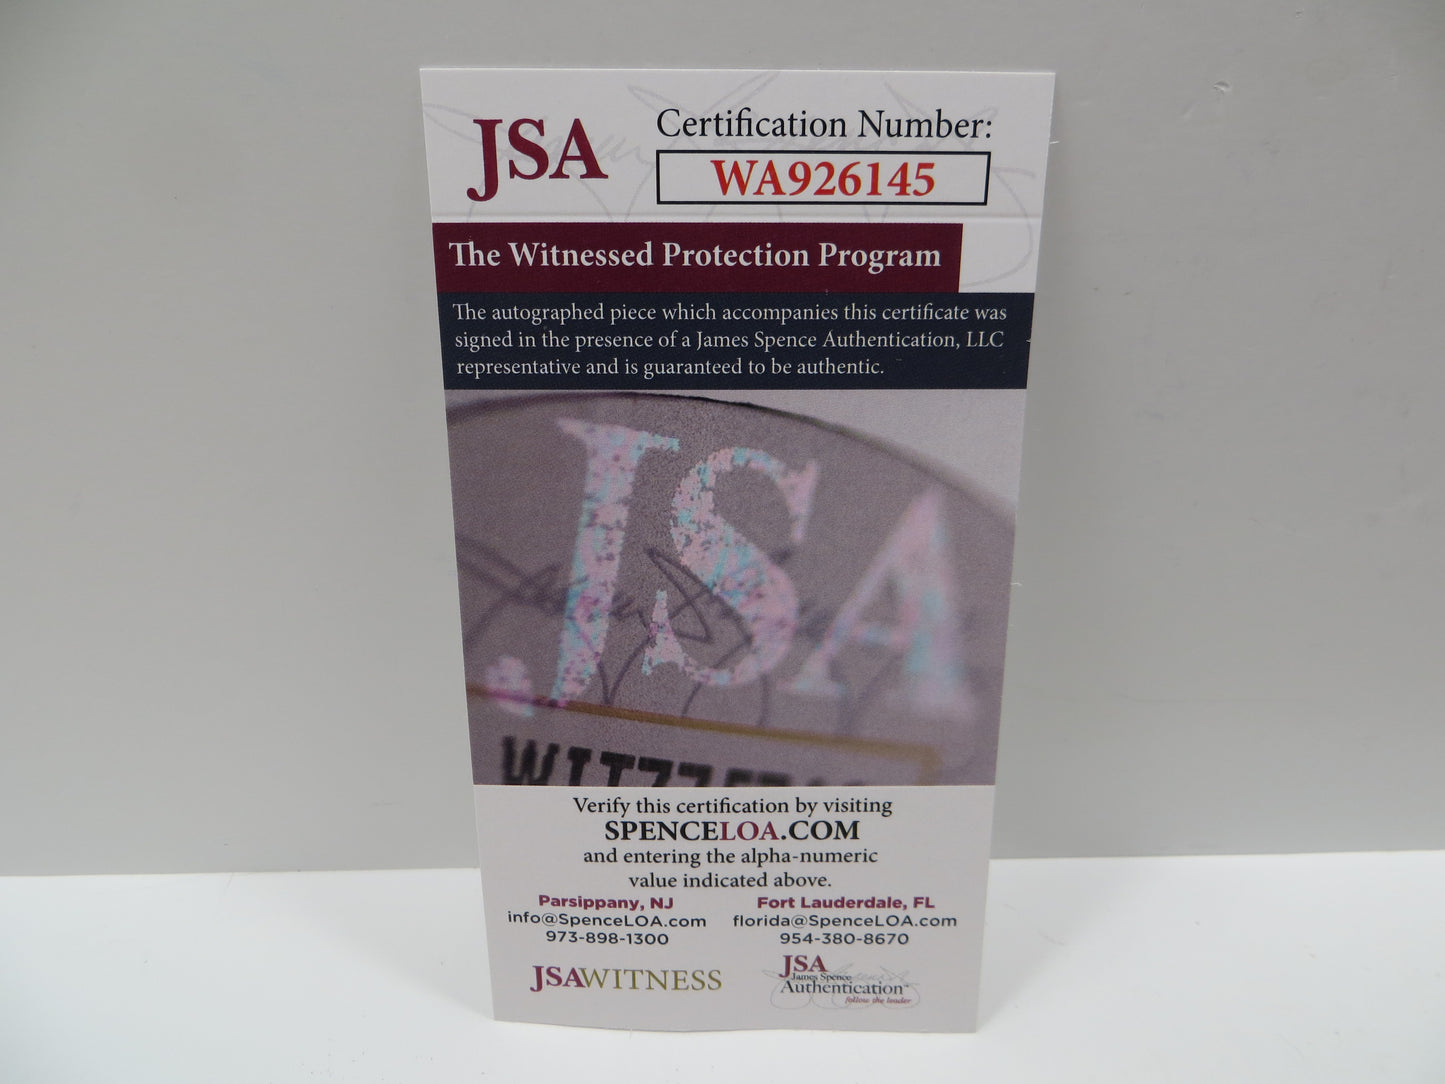 JSA
Certification Number:
WA926145
The Witnessed Protection Program
The autographed piece which accompanies this certificate was
signed in the presence of a James Spence Authentication, LLC
representative and is guaranteed to be authentic.
JSA
Verify this certification by visiting
SPENCELOA.COM
and entering the alpha-numeric
value indicated above.
Parsippany, NJ
info@SpenceLOA.com
973-898-1300
Fort Lauderdale, FL
florida@SpenceLOA.com
954-380-8670
JSAWITNESS
JSA
James Spence
Authentication™
follow the leader